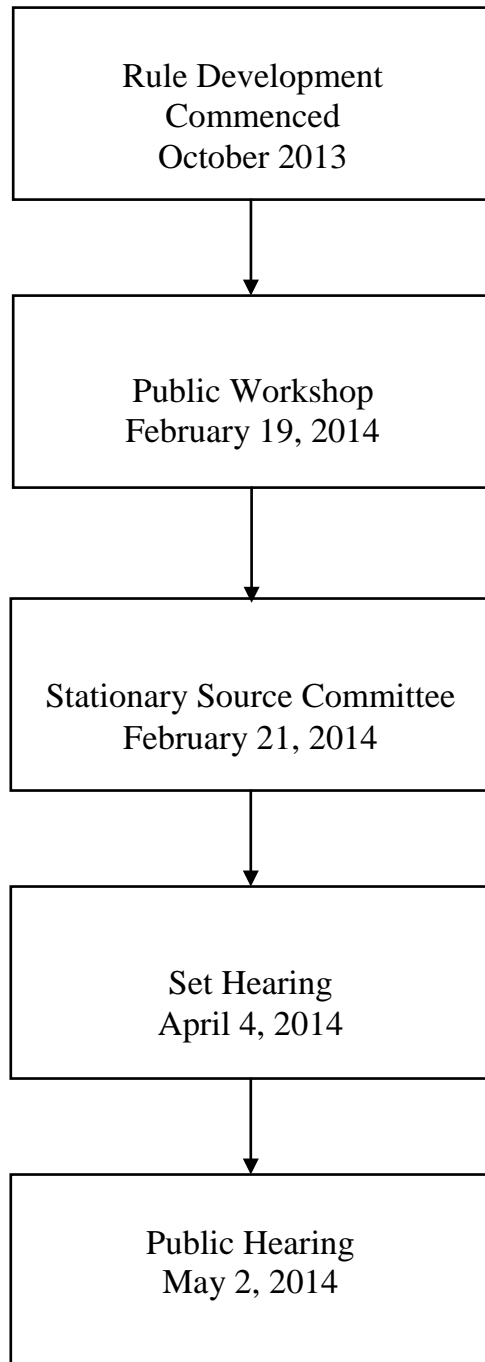 Rule Development
Commenced
October 2013
Public Workshop
February 19, 2014
Stationary Source Committee
February 21, 2014
Set Hearing
April 4, 2014
Public Hearing
May 2, 2014